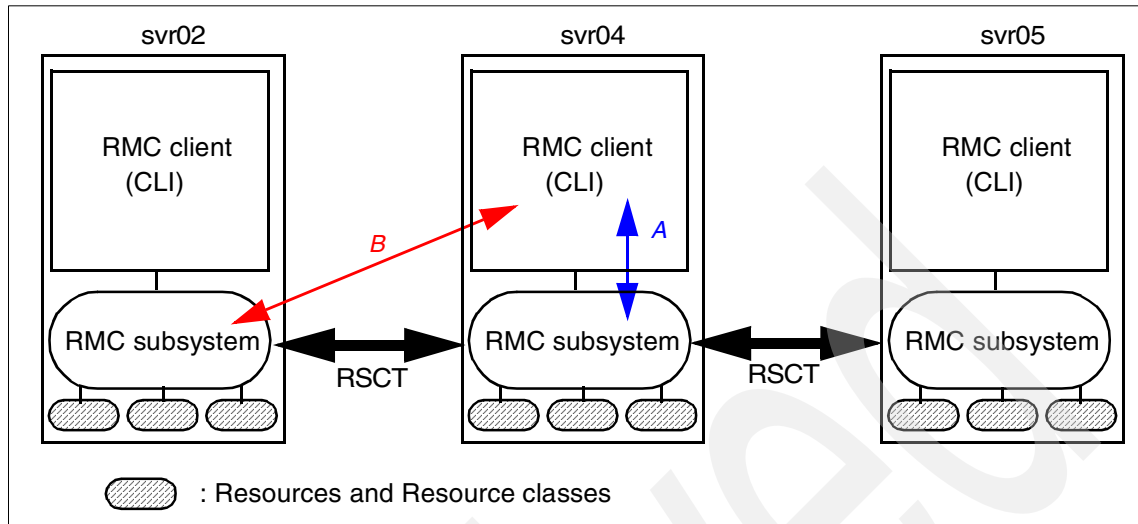 svr02
svr04
svr05
RMC client
(CLI)
RMC client
(CLI)
RMC client
(CLI)
B
A
RMC subsystem
RMC subsystem
RMC subsystem
RSCT
RSCT
: Resources and Resource classes